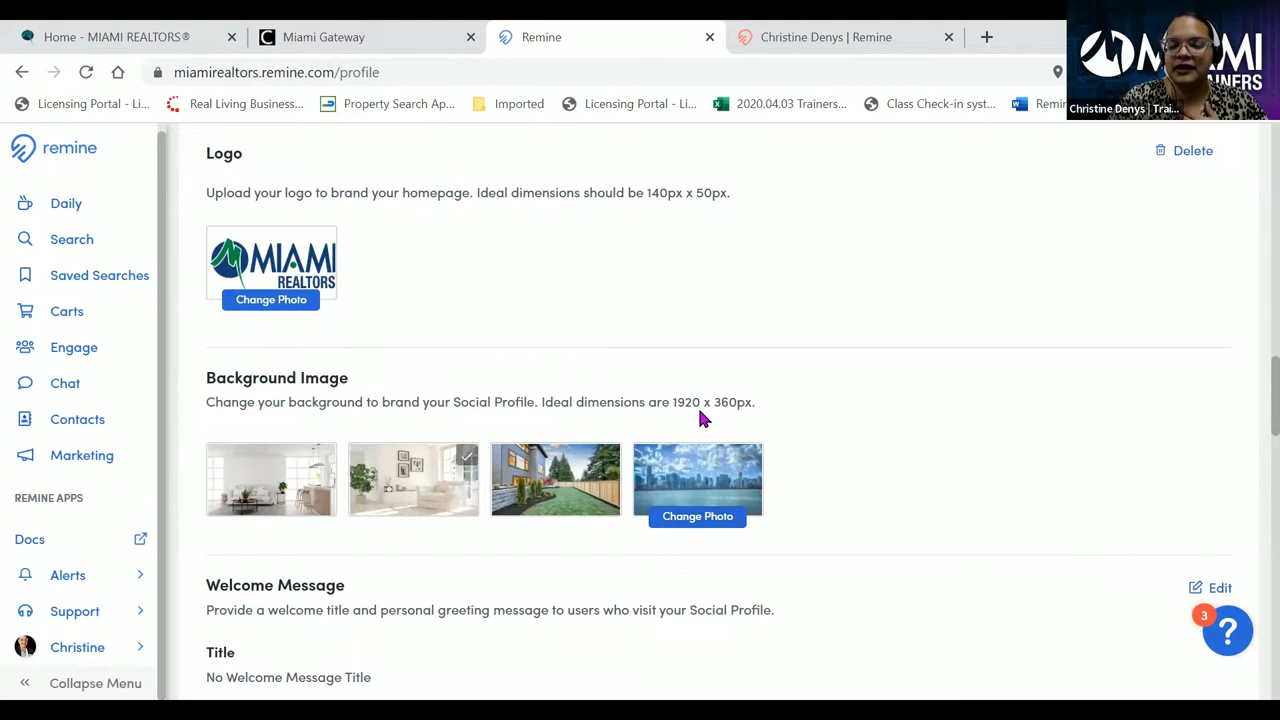 Home - MIAMI REALTORS®
Miami Gateway
Remine
Christine Denys | Remine
miamirealtors.remine.com/profile
Licensing Portal - Li...
Real Living Business...
Property Search Ap...
Imported
Licensing Portal - Li...
2020.04.03 Trainers...
Class Check-in syst...
Christine Denys | Trai...
remine
Daily
Search
Saved Searches
Carts
Engage
Chat
Contacts
Marketing
REMINE APPS
Docs
Alerts
Support
Christine
Collapse Menu
Logo
Delete
Upload your logo to brand your homepage. Ideal dimensions should be 140px x 50px.
MIAMI
REALTORS
Change Photo
Background Image
Change your background to brand your Social Profile. Ideal dimensions are 1920 x 360px.
Change Photo
Welcome Message
Edit
Provide a welcome title and personal greeting message to users who visit your Social Profile.
3
?
Title
No Welcome Message Title